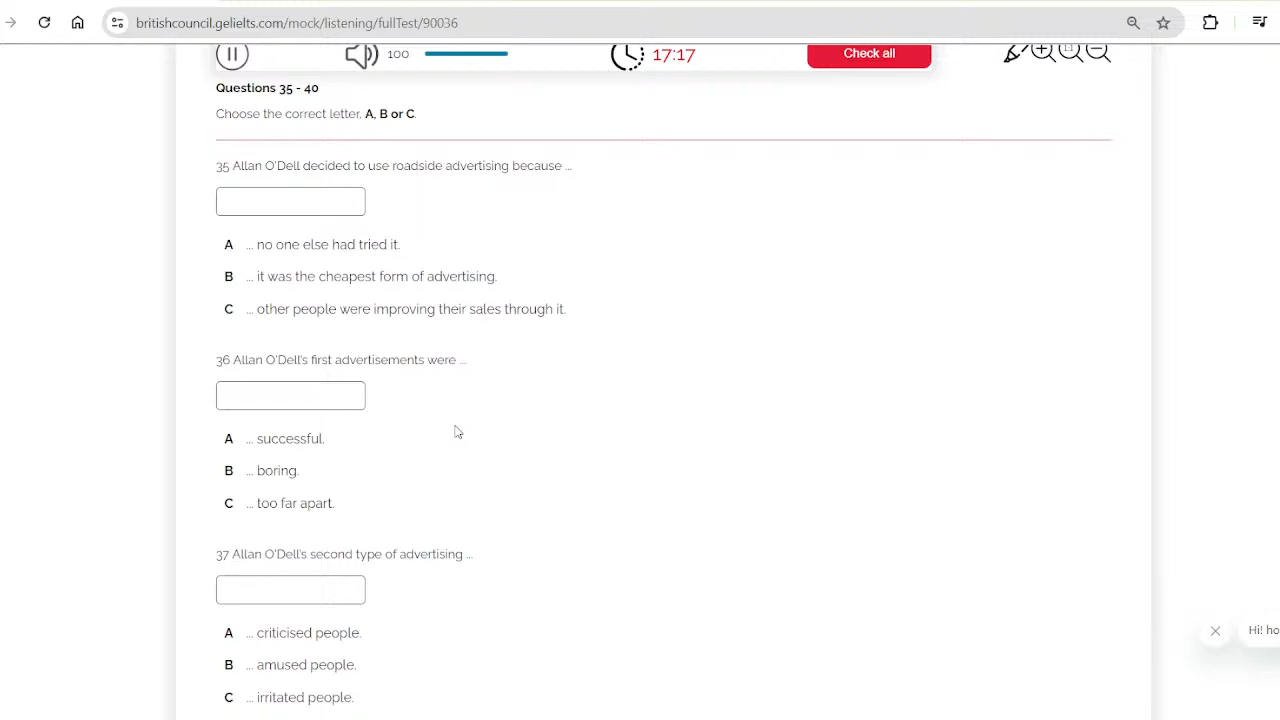 britishcouncil.gelielts.com/mock/listening/fullTest/90036
100
17:17
Check all
1:1
Questions 35 - 40
Choose the correct letter, A, B or C.
35 Allan O'Dell decided to use roadside advertising because ...
A ... no one else had tried it.
B ... it was the cheapest form of advertising.
C ... other people were improving their sales through it.
36 Allan O'Dell's first advertisements were ...
A ... successful.
B ... boring.
C ... too far apart.
37 Allan O'Dell's second type of advertising ...
A ... criticised people.
Hi! ho
B ... amused people.
C ... irritated people.